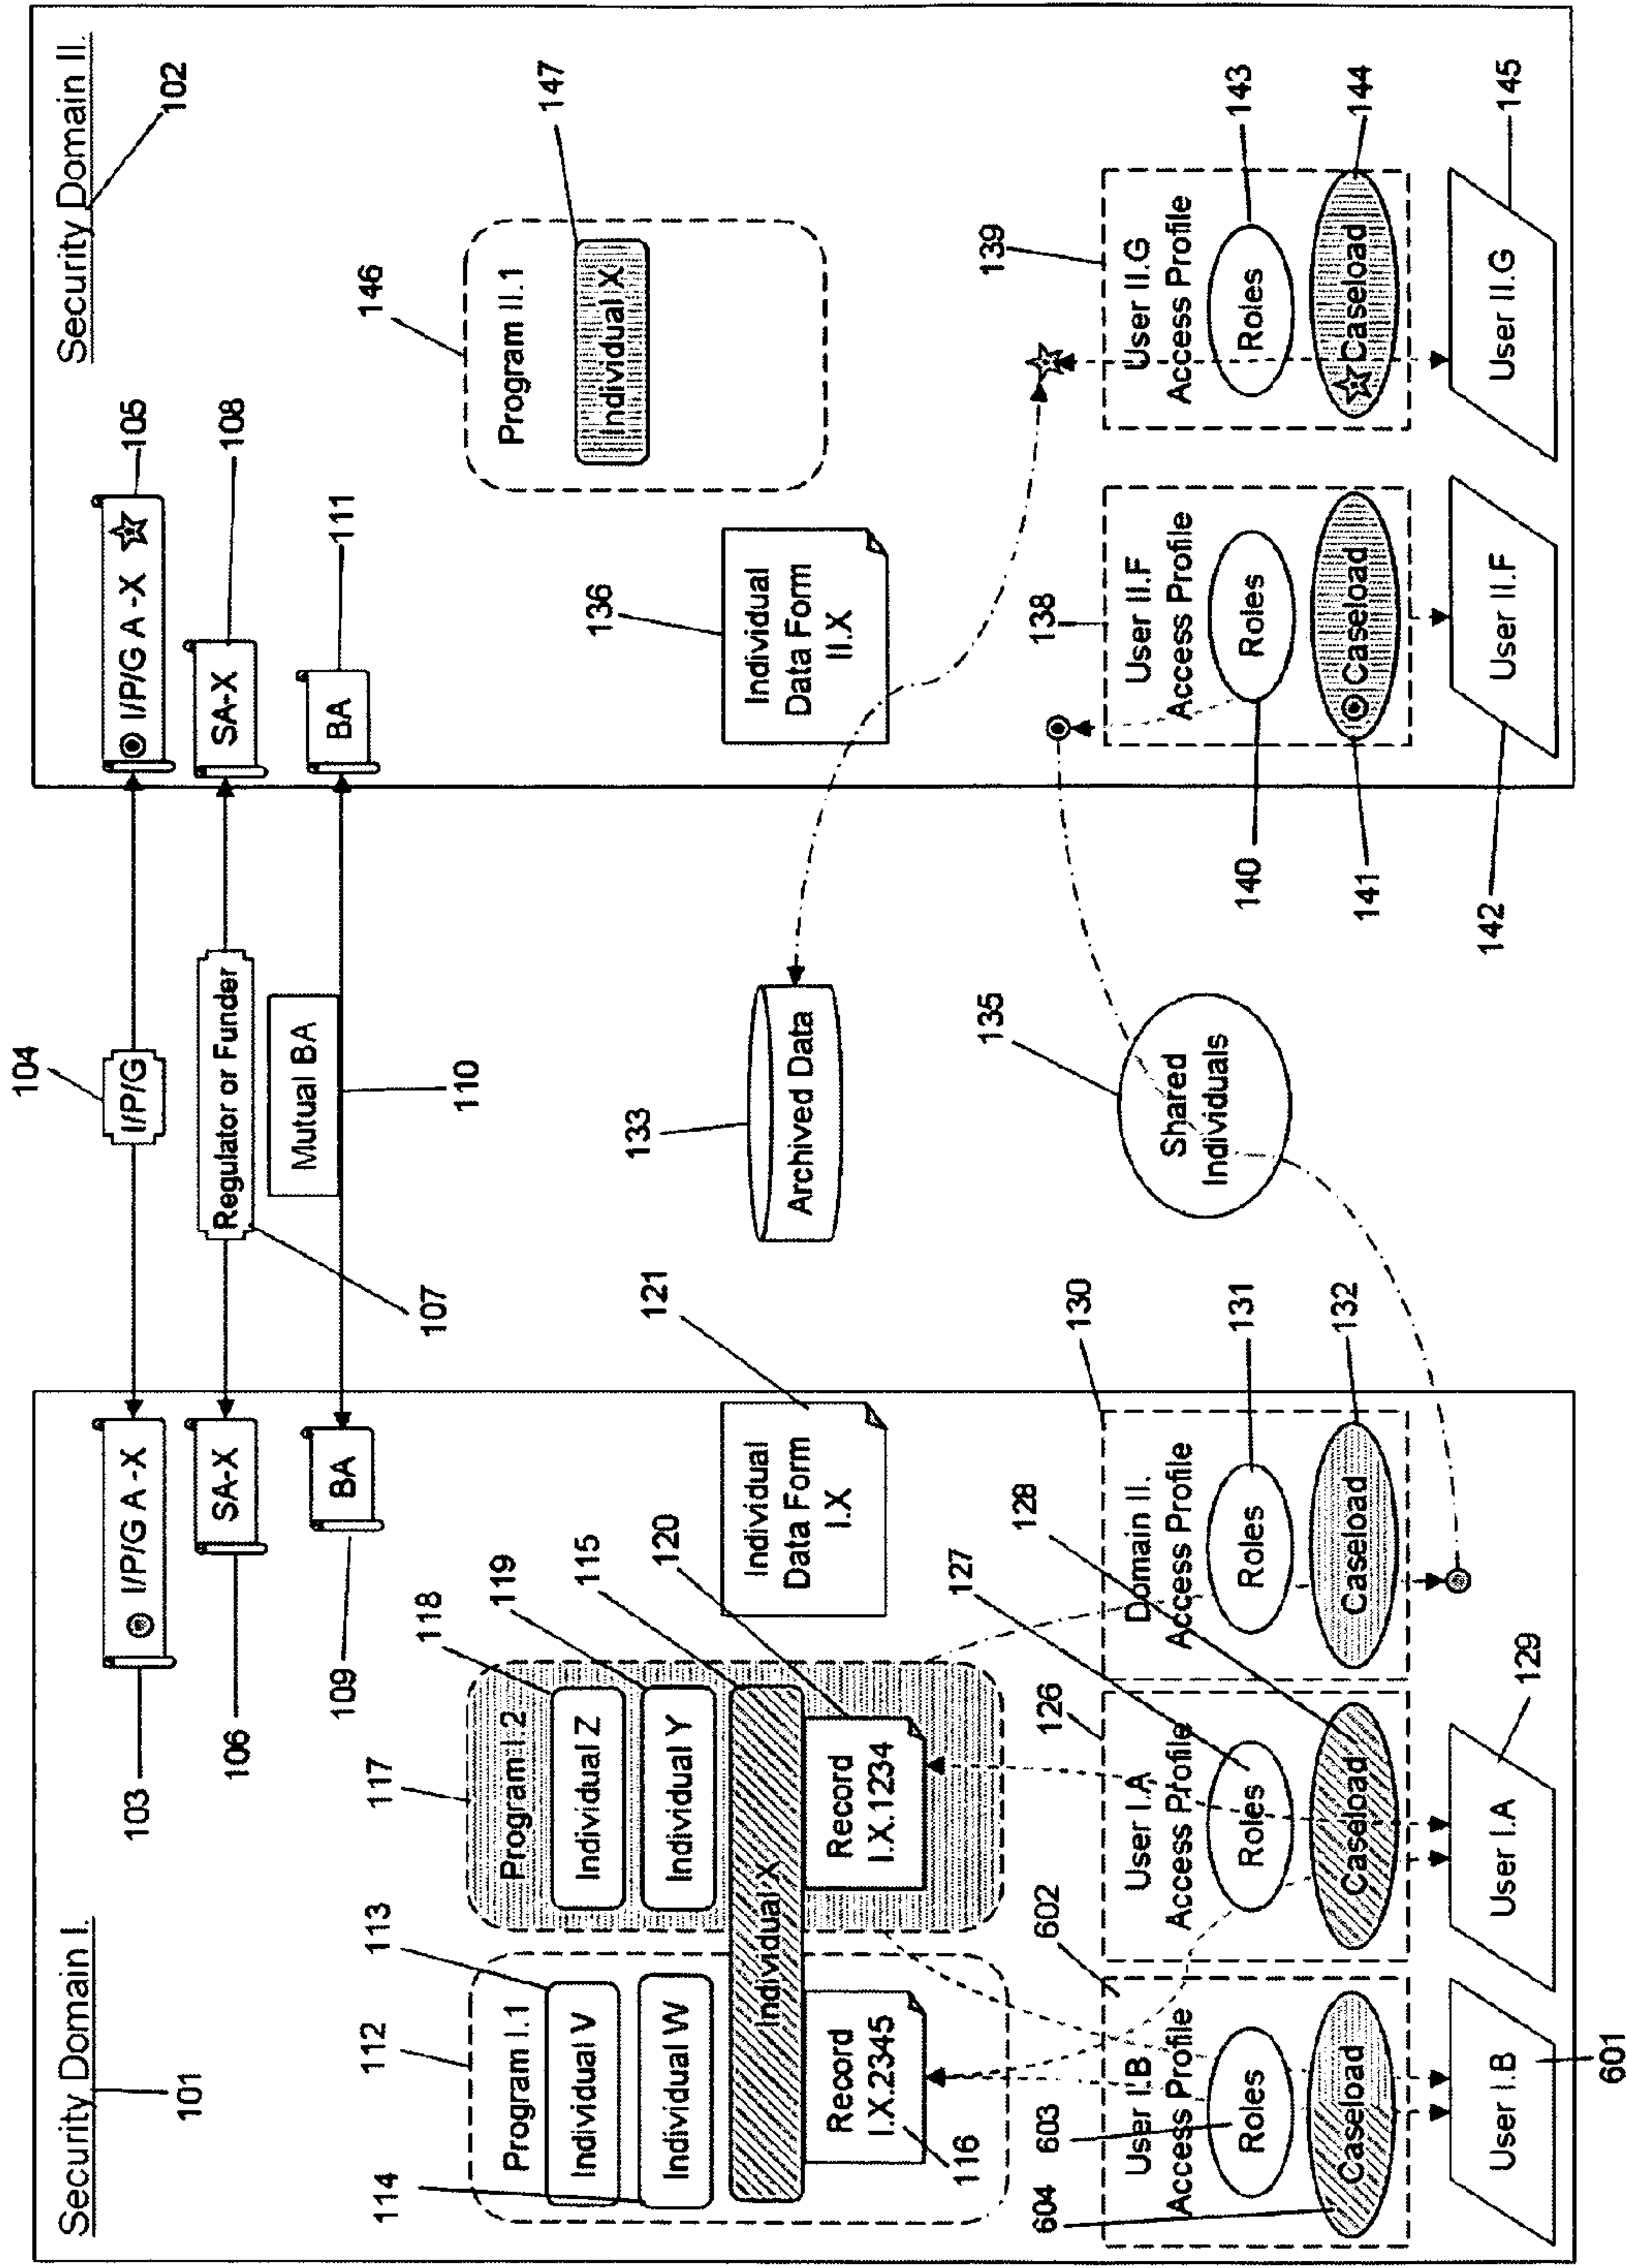 Security Domain I.
101
103
I/P/G A -X
104
I/P/G
I/P/G A -X
105
Security Domain II.
102
106
SA-X
Regulator or Funder
107
SA-X
108
109
BA
Mutual BA
110
BA
111
112
Program I.1
113
Individual V
114
Individual W
117
Program I.2
118
Individual Z
119
Individual Y
115
Individual X
120
Record
I.X.2345
116
Record
I.X.1234
121
Individual
Data Form
I.X
133
Archived Data
136
Individual
Data Form
II.X
146
Program II.1
147
Individual X
602
User I.B
Access Profile
603
Roles
604
Caseload
User I.B
601
126
User I.A
Access Profile
127
Roles
128
Caseload
User I.A
129
130
Domain II.
Access Profile
131
Roles
132
Caseload
135
Shared
Individuals
138
User II.F
Access Profile
140
Roles
141
Caseload
142
User II.F
139
User II.G
Access Profile
143
Roles
144
Caseload
145
User II.G